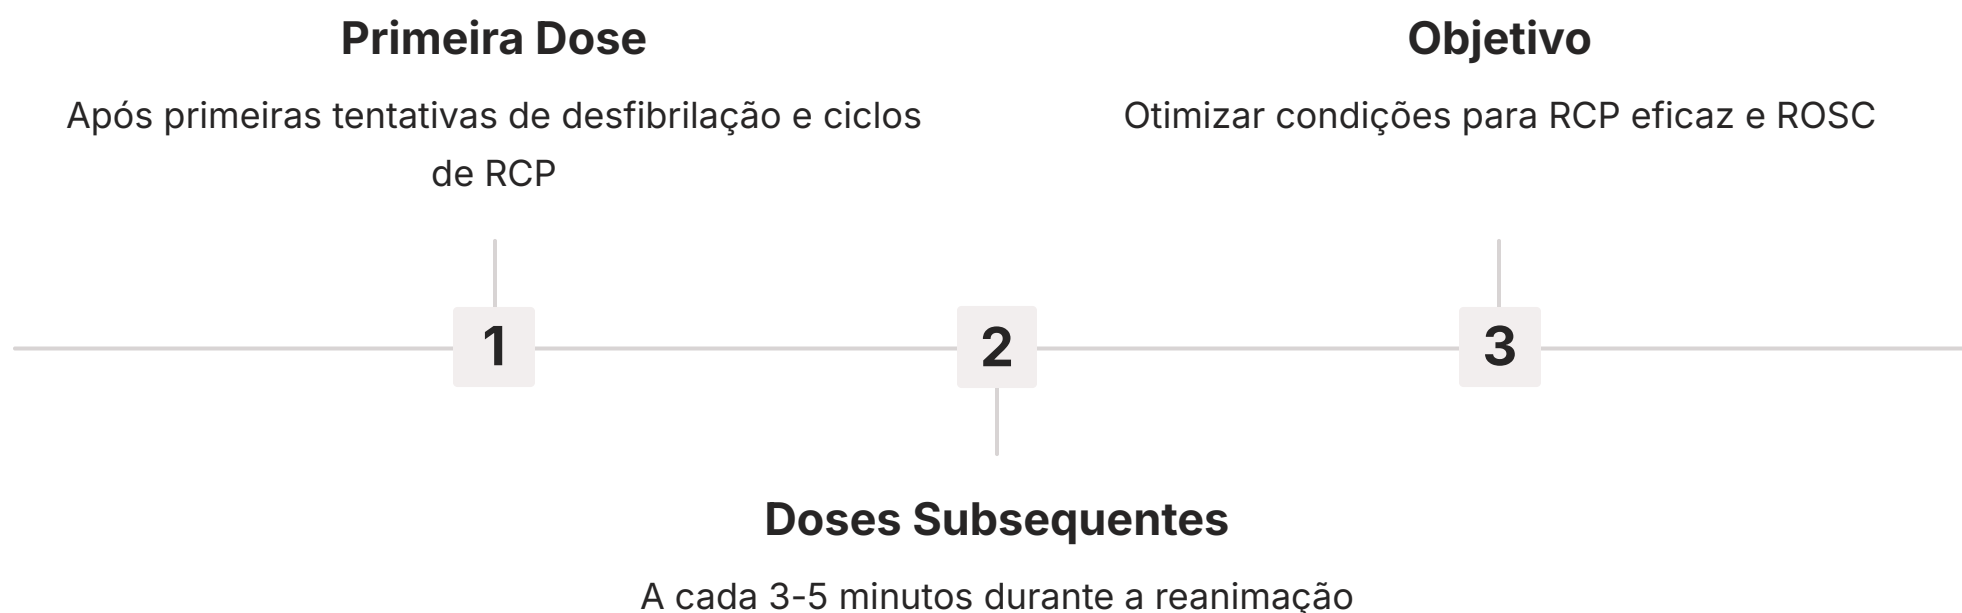 Primeira Dose
Após primeiras tentativas de desfibrilação e ciclos
de RCP
Objetivo
Otimizar condições para RCP eficaz e ROSC
1
2
3
Doses Subsequentes
A cada 3-5 minutos durante a reanimação